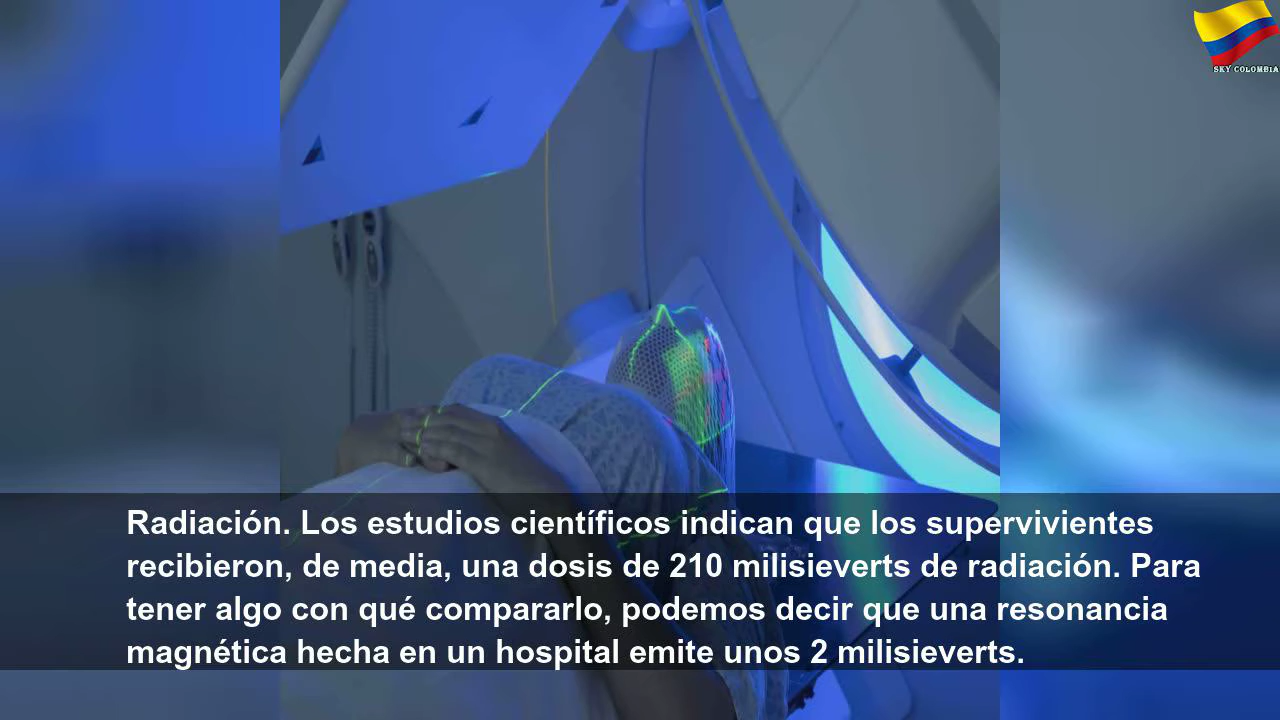 SKY COLOMBIA
Radiación. Los estudios científicos indican que los supervivientes
recibieron, de media, una dosis de 210 milisieverts de radiación. Para
tener algo con qué compararlo, podemos decir que una resonancia
magnética hecha en un hospital emite unos 2 milisieverts.